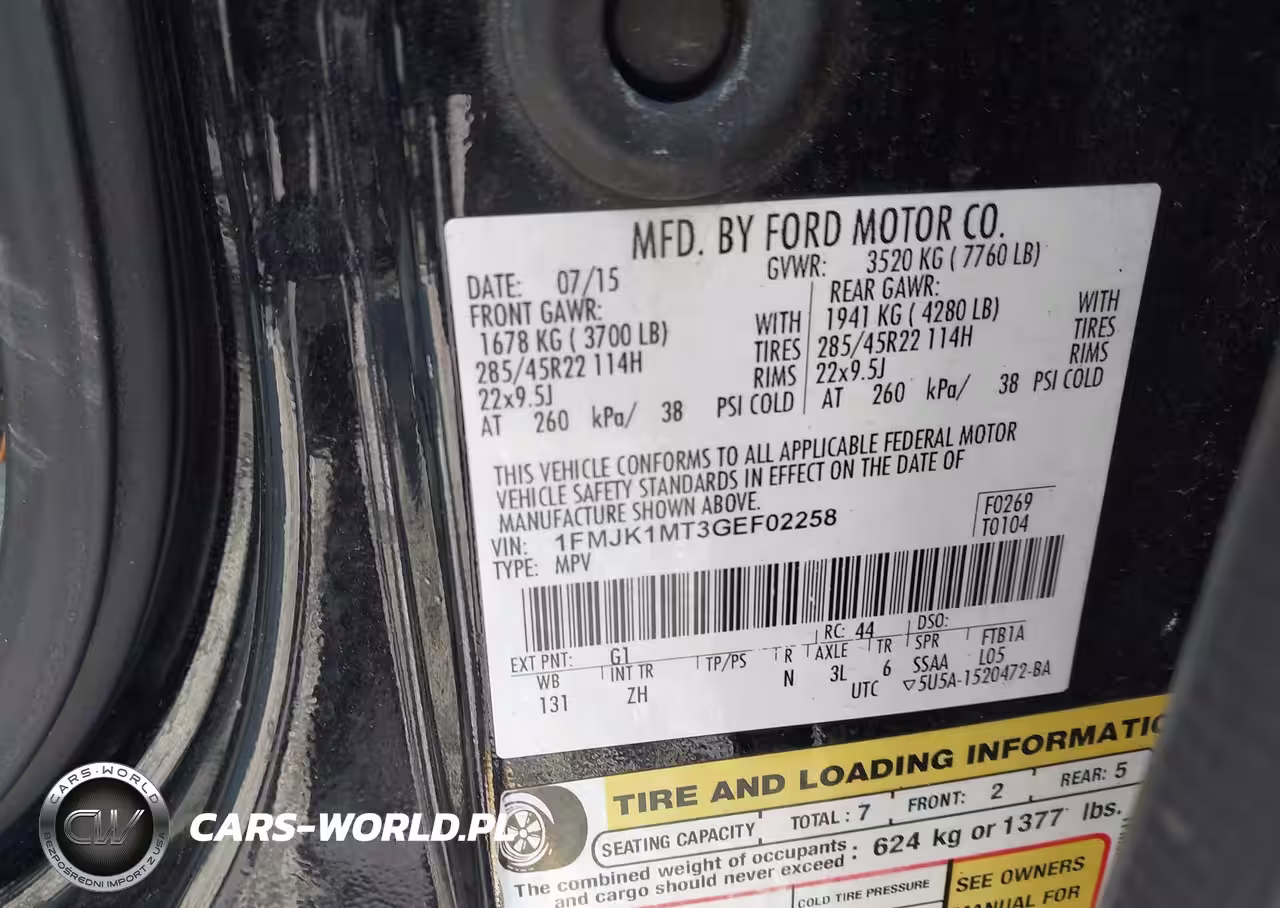 MFD. BY FORD MOTOR CO.
DATE: 07/15 GVWR: 3520 KG ( 7760 LB)
FRONT GAWR: REAR GAWR:
1678 KG ( 3700 LB) WITH 1941 KG ( 4280 LB) WITH
285/45R22 114H TIRES 285/45R22 114H TIRES
22x9.5J RIMS 22x9.5J RIMS
AT 260 kPa/ 38 PSI COLD AT 260 kPa/ 38 PSI COLD
THIS VEHICLE CONFORMS TO ALL APPLICABLE FEDERAL MOTOR
VEHICLE SAFETY STANDARDS IN EFFECT ON THE DATE OF
MANUFACTURE SHOWN ABOVE.
F0269
VIN: 1FMJK1MT3GEF02258
T0104
TYPE: MPV
EXT PNT: G1 RC: 44 DSO:
WB INT TR TP/PS R AXLE TR SPR FTB1A
131 ZH N 3L 6 SSAA L05
UTC ▽5U5A-1520472-BA
TIRE AND LOADING INFORMATIO
SEATING CAPACITY TOTAL : 7 FRONT: 2 REAR: 5
The combined weight of occupants : 624 kg or 1377 lbs.
and cargo should never exceed
COLD TIRE PRESSURE
SEE OWNERS
MANUAL FOR
CARS-WORLD
CW
BEZPOŚREDNI IMPORT Z USA
CARS-WORLD.PL